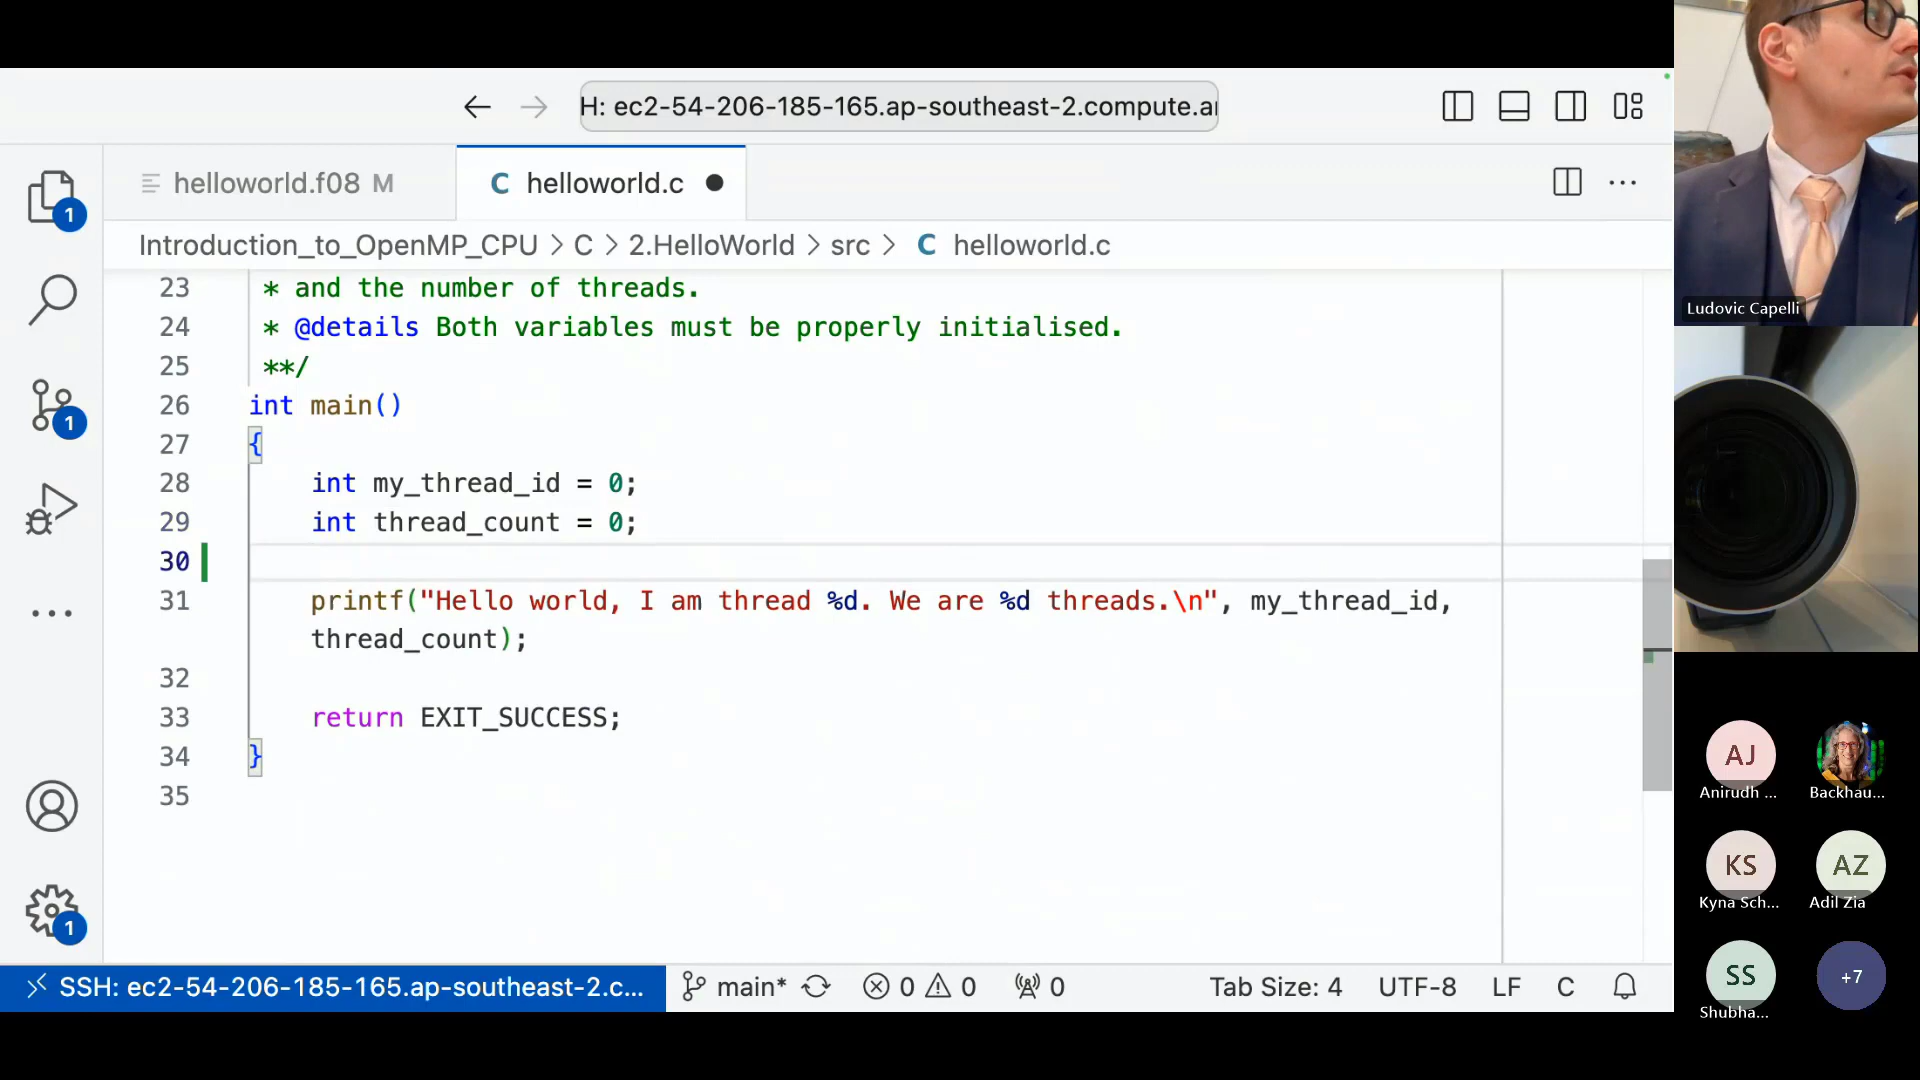 H: ec2-54-206-185-165.ap-southeast-2.compute.a
helloworld.f08 M
C helloworld.c
Introduction_to_OpenMP_CPU > C > 2.HelloWorld > src > C helloworld.c
23 * and the number of threads.
24 * @details Both variables must be properly initialised.
25 **/
26 int main()
27 {
28 int my_thread_id = 0;
29 int thread_count = 0;
30
31 printf("Hello world, I am thread %d. We are %d threads.\n", my_thread_id,
thread_count);
32
33 return EXIT_SUCCESS;
34 }
35
1
1
1
SSH: ec2-54-206-185-165.ap-southeast-2.c... main* 0 0 0 Tab Size: 4 UTF-8 LF C
Ludovic Capelli
AJ
Anirudh ...
Backhau...
KS
Kyna Sch...
AZ
Adil Zia
SS
Shubha...
+7